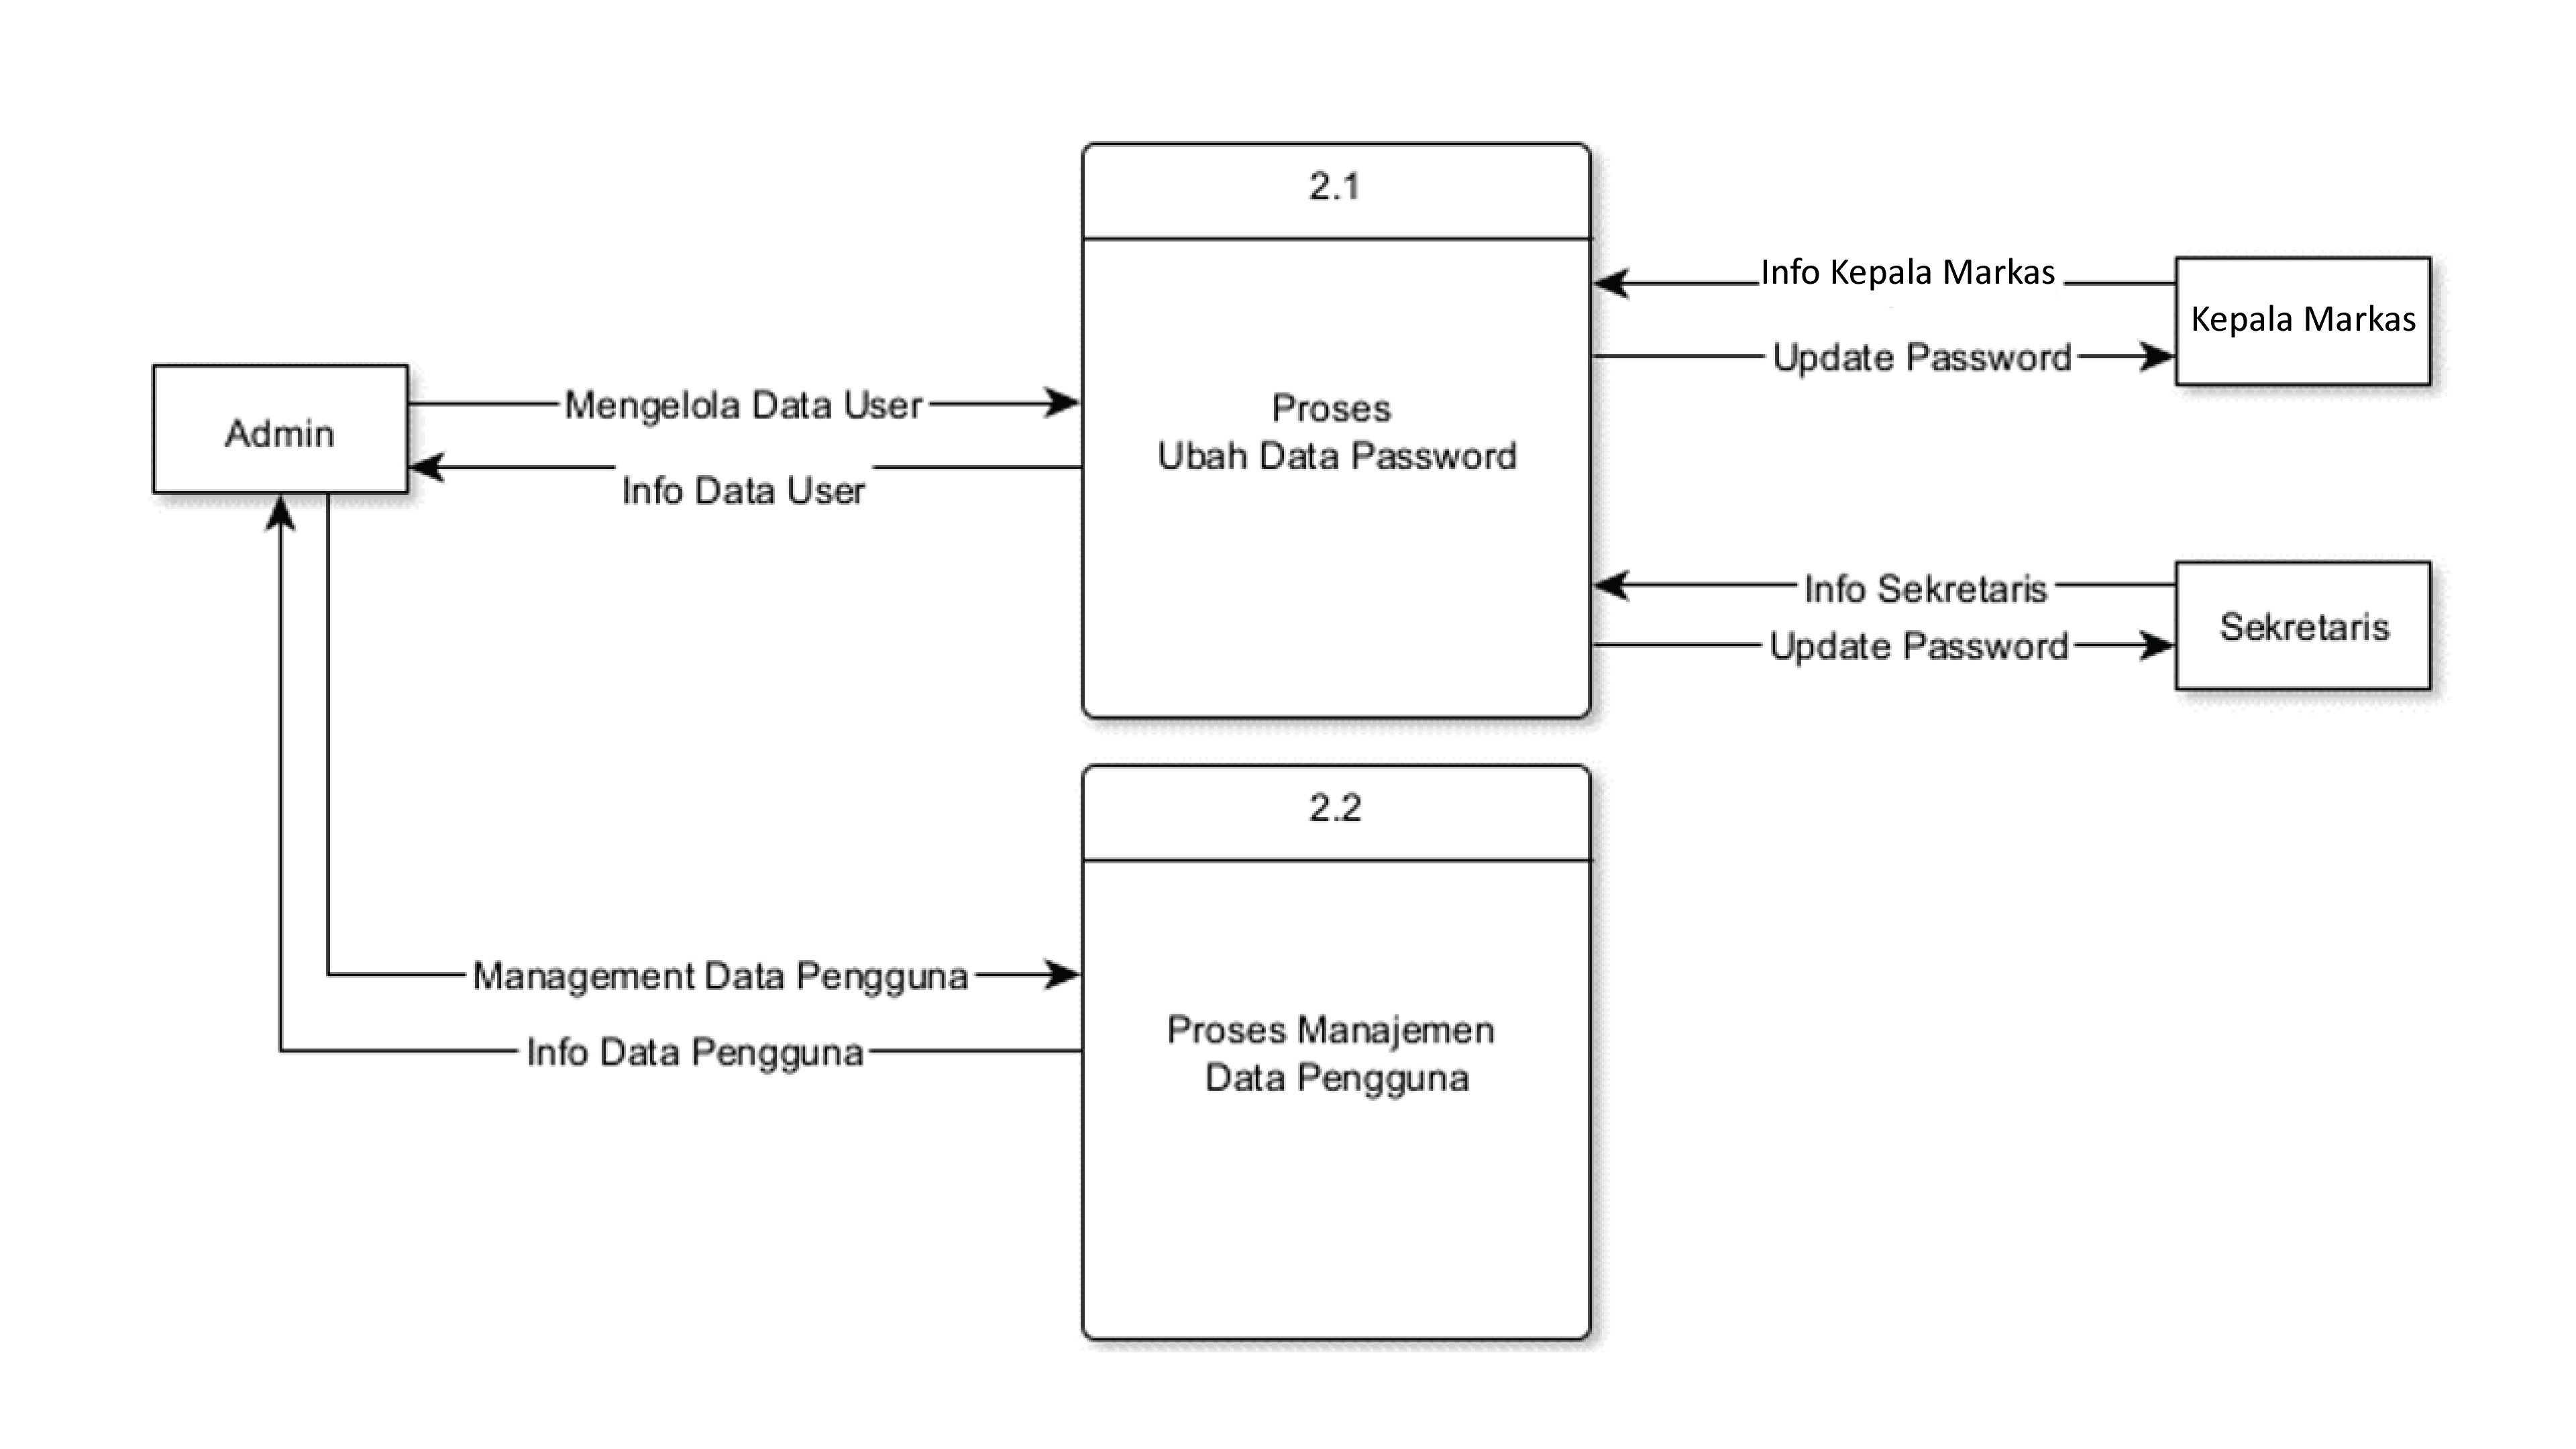 2.1
Info Kepala Markas
Kepala Markas
Update Password
Mengelola Data User
Admin
Proses
Ubah Data Password
Info Data User
Info Sekretaris
Sekretaris
Update Password
2.2
Management Data Pengguna
Info Data Pengguna
Proses Manajemen
Data Pengguna